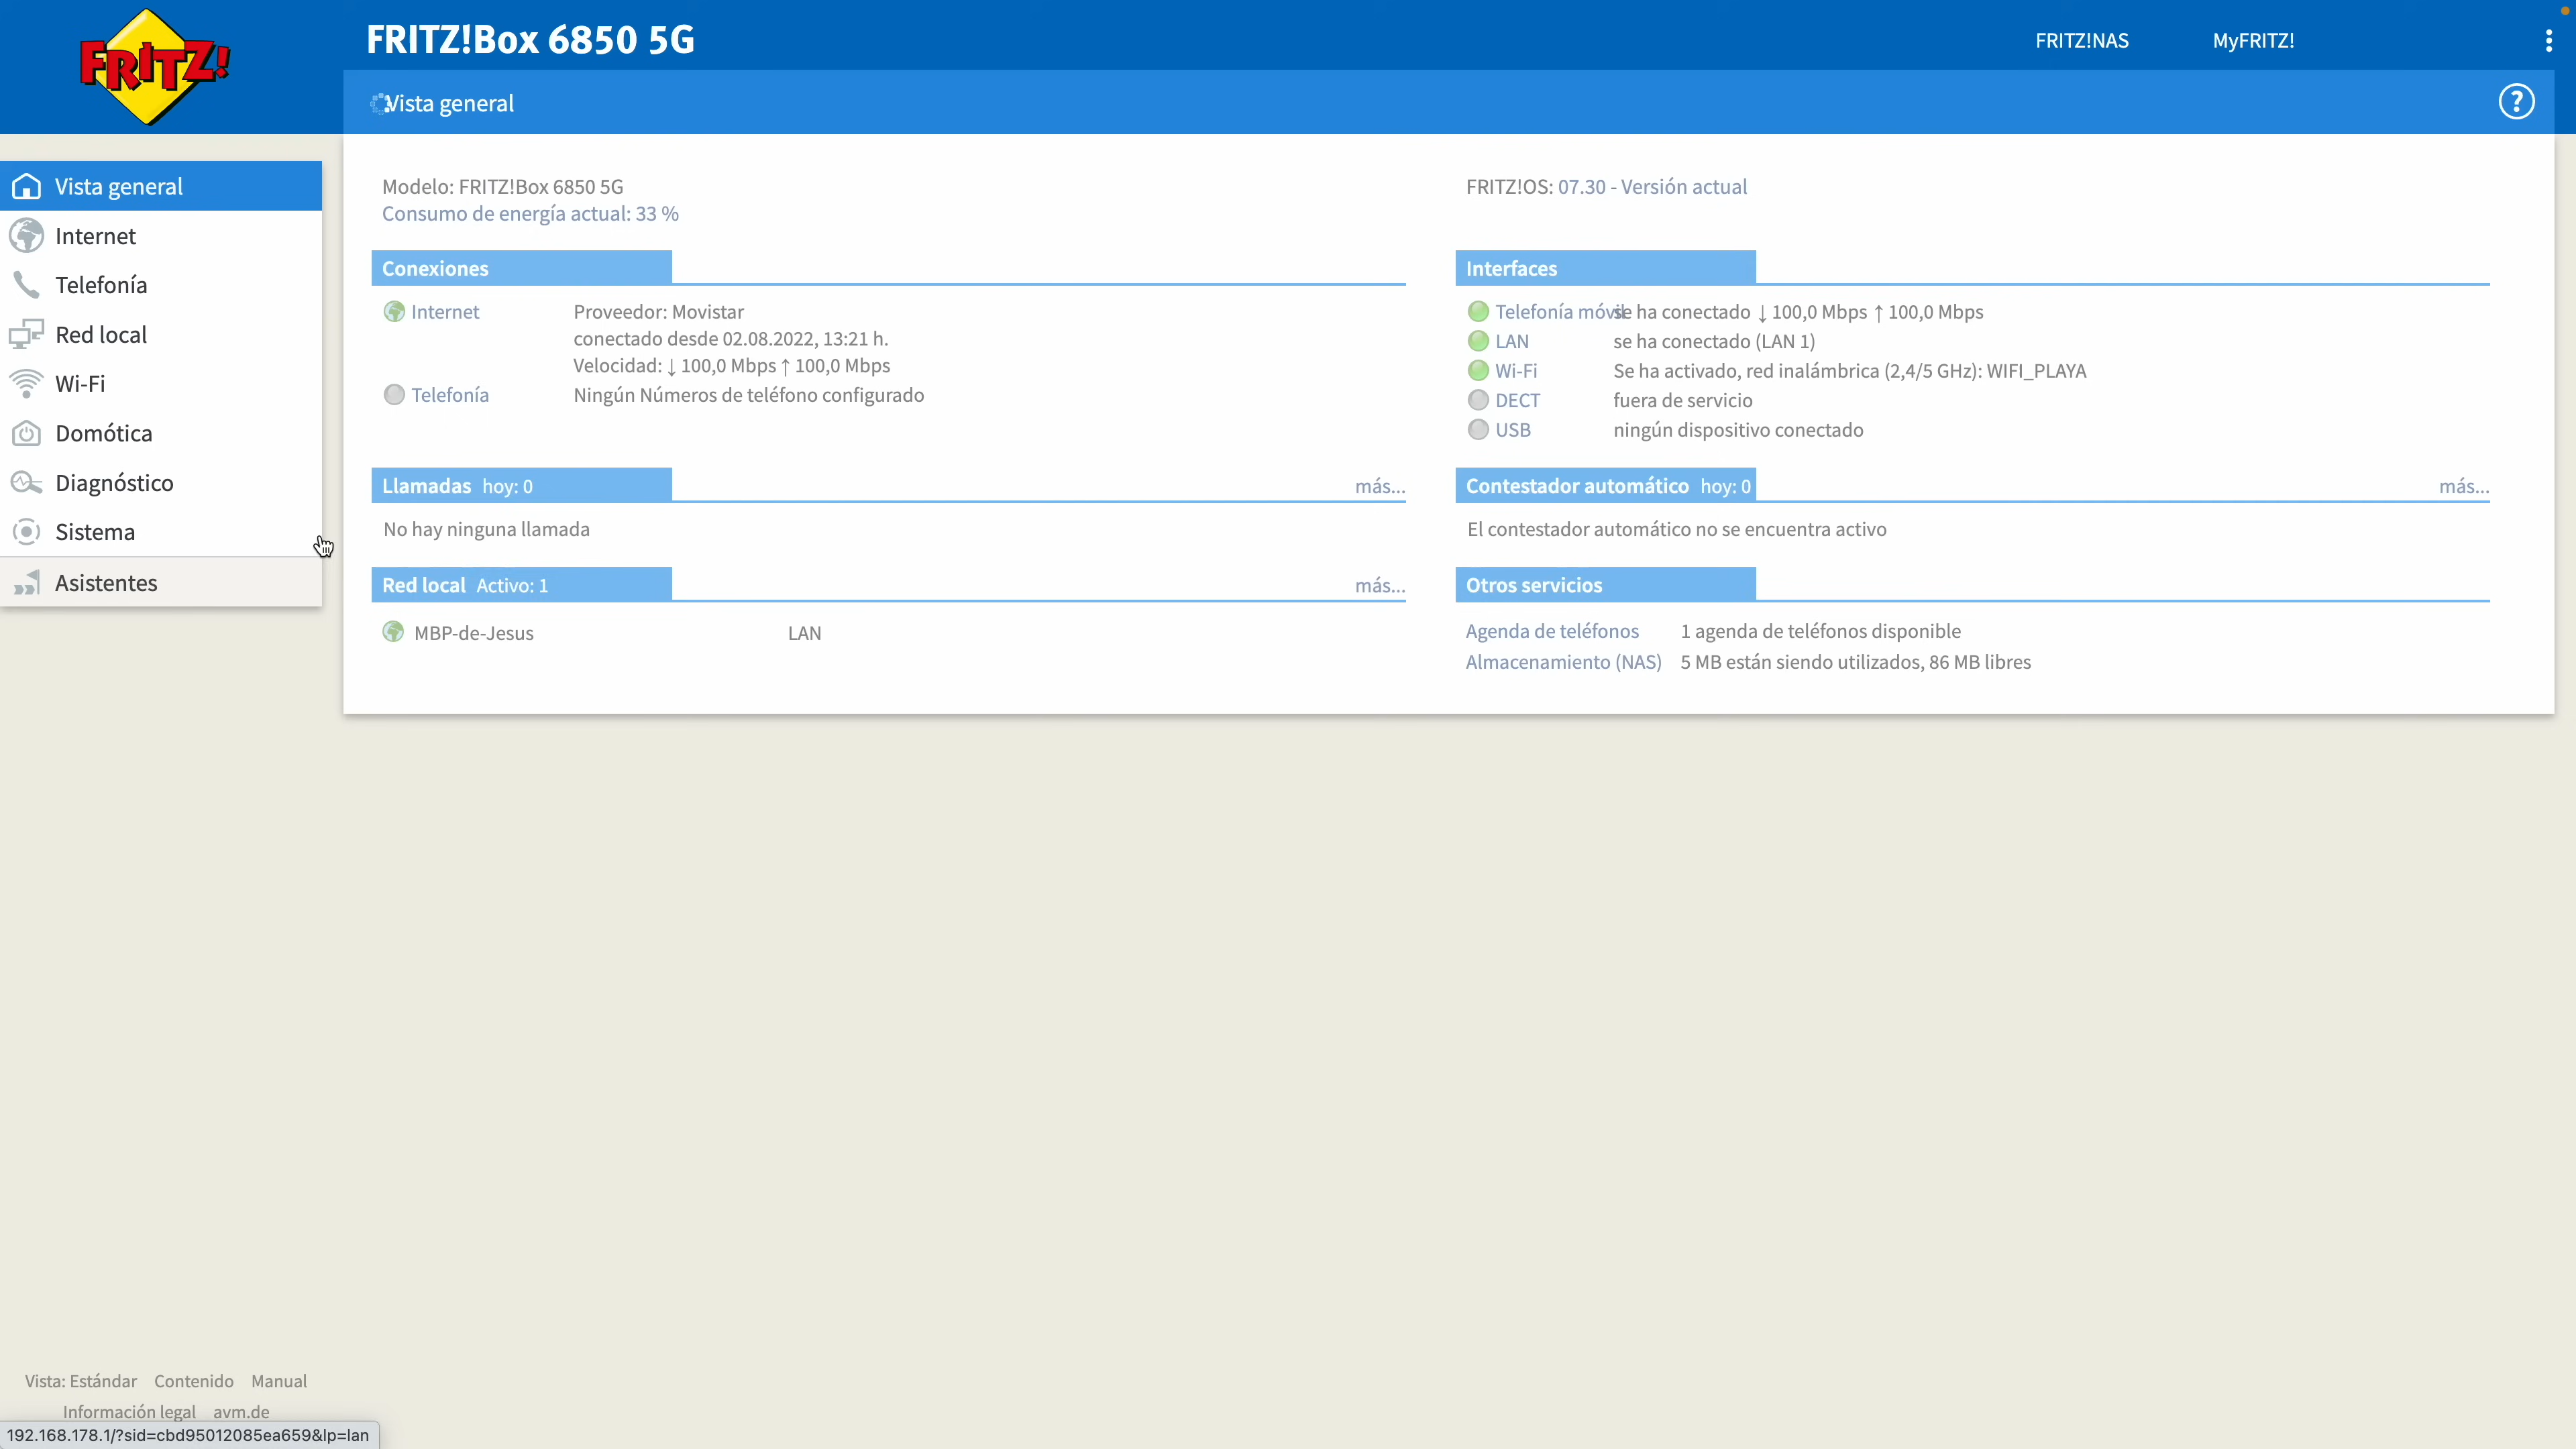 FRITZ!
FRITZ!Box 6850 5G
FRITZ!NAS
MyFRITZ!
Vista general
?
Vista general
Internet
Telefonía
Red local
Wi-Fi
Domótica
Diagnóstico
Sistema
Asistentes
Modelo: FRITZ!Box 6850 5G
Consumo de energía actual: 33 %
FRITZ!OS: 07.30 - Versión actual
Conexiones
Internet Proveedor: Movistar
conectado desde 02.08.2022, 13:21 h.
Velocidad: ↓ 100,0 Mbps ↑ 100,0 Mbps
Telefonía Ningún Números de teléfono configurado
Interfaces
Telefonía móvil se ha conectado ↓ 100,0 Mbps ↑ 100,0 Mbps
LAN se ha conectado (LAN 1)
Wi-Fi Se ha activado, red inalámbrica (2,4/5 GHz): WIFI_PLAYA
DECT fuera de servicio
USB ningún dispositivo conectado
Llamadas hoy: 0 más...
No hay ninguna llamada
Contestador automático hoy: 0 más...
El contestador automático no se encuentra activo
Red local Activo: 1 más...
MBP-de-Jesus LAN
Otros servicios
Agenda de teléfonos 1 agenda de teléfonos disponible
Almacenamiento (NAS) 5 MB están siendo utilizados, 86 MB libres
Vista: Estándar Contenido Manual
Información legal avm.de
192.168.178.1/?sid=cbd95012085ea659&lp=lan